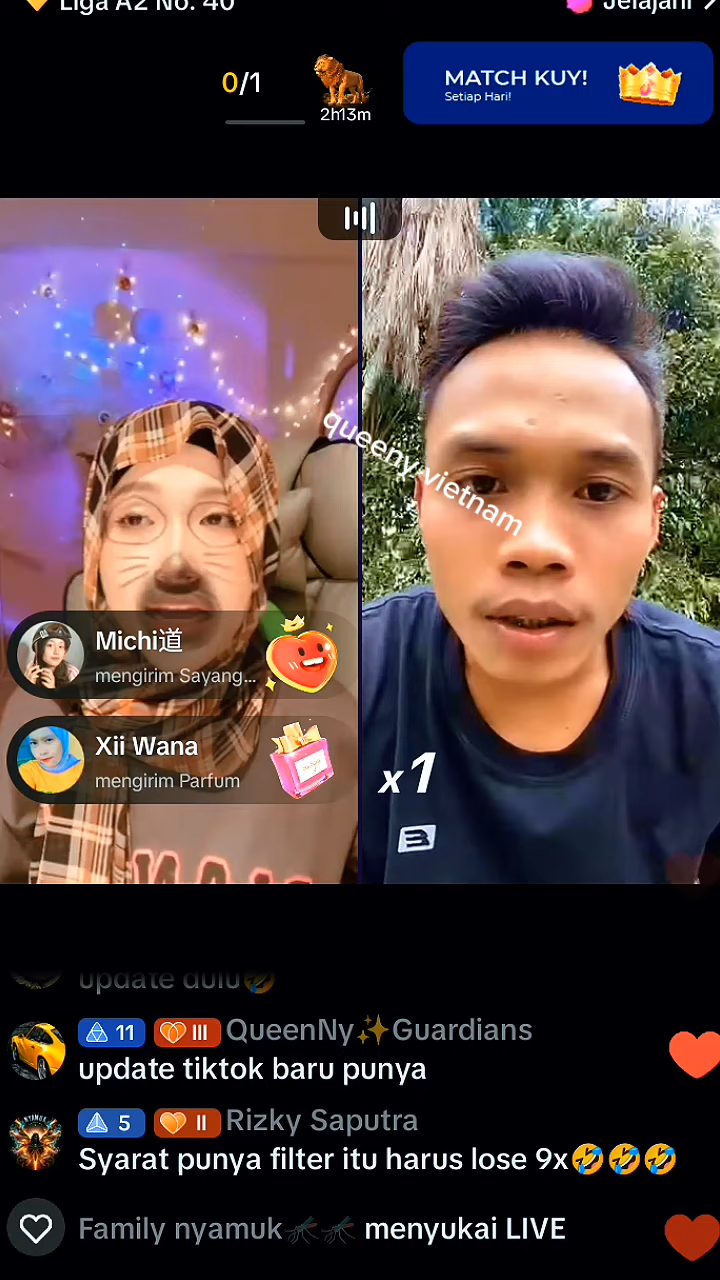 Liga A2 No. 40
Jelajahi
0/1
2h13m
MATCH KUY!
Setiap Hari!
queeny vietnam
Michi道
mengirim Sayang...
Xii Wana
mengirim Parfum
x1
update dulu🤣
11 III QueenNy✨Guardians
update tiktok baru punya
5 II Rizky Saputra
Syarat punya filter itu harus lose 9x🤣🤣🤣
Family nyamuk🦟🦟 menyukai LIVE